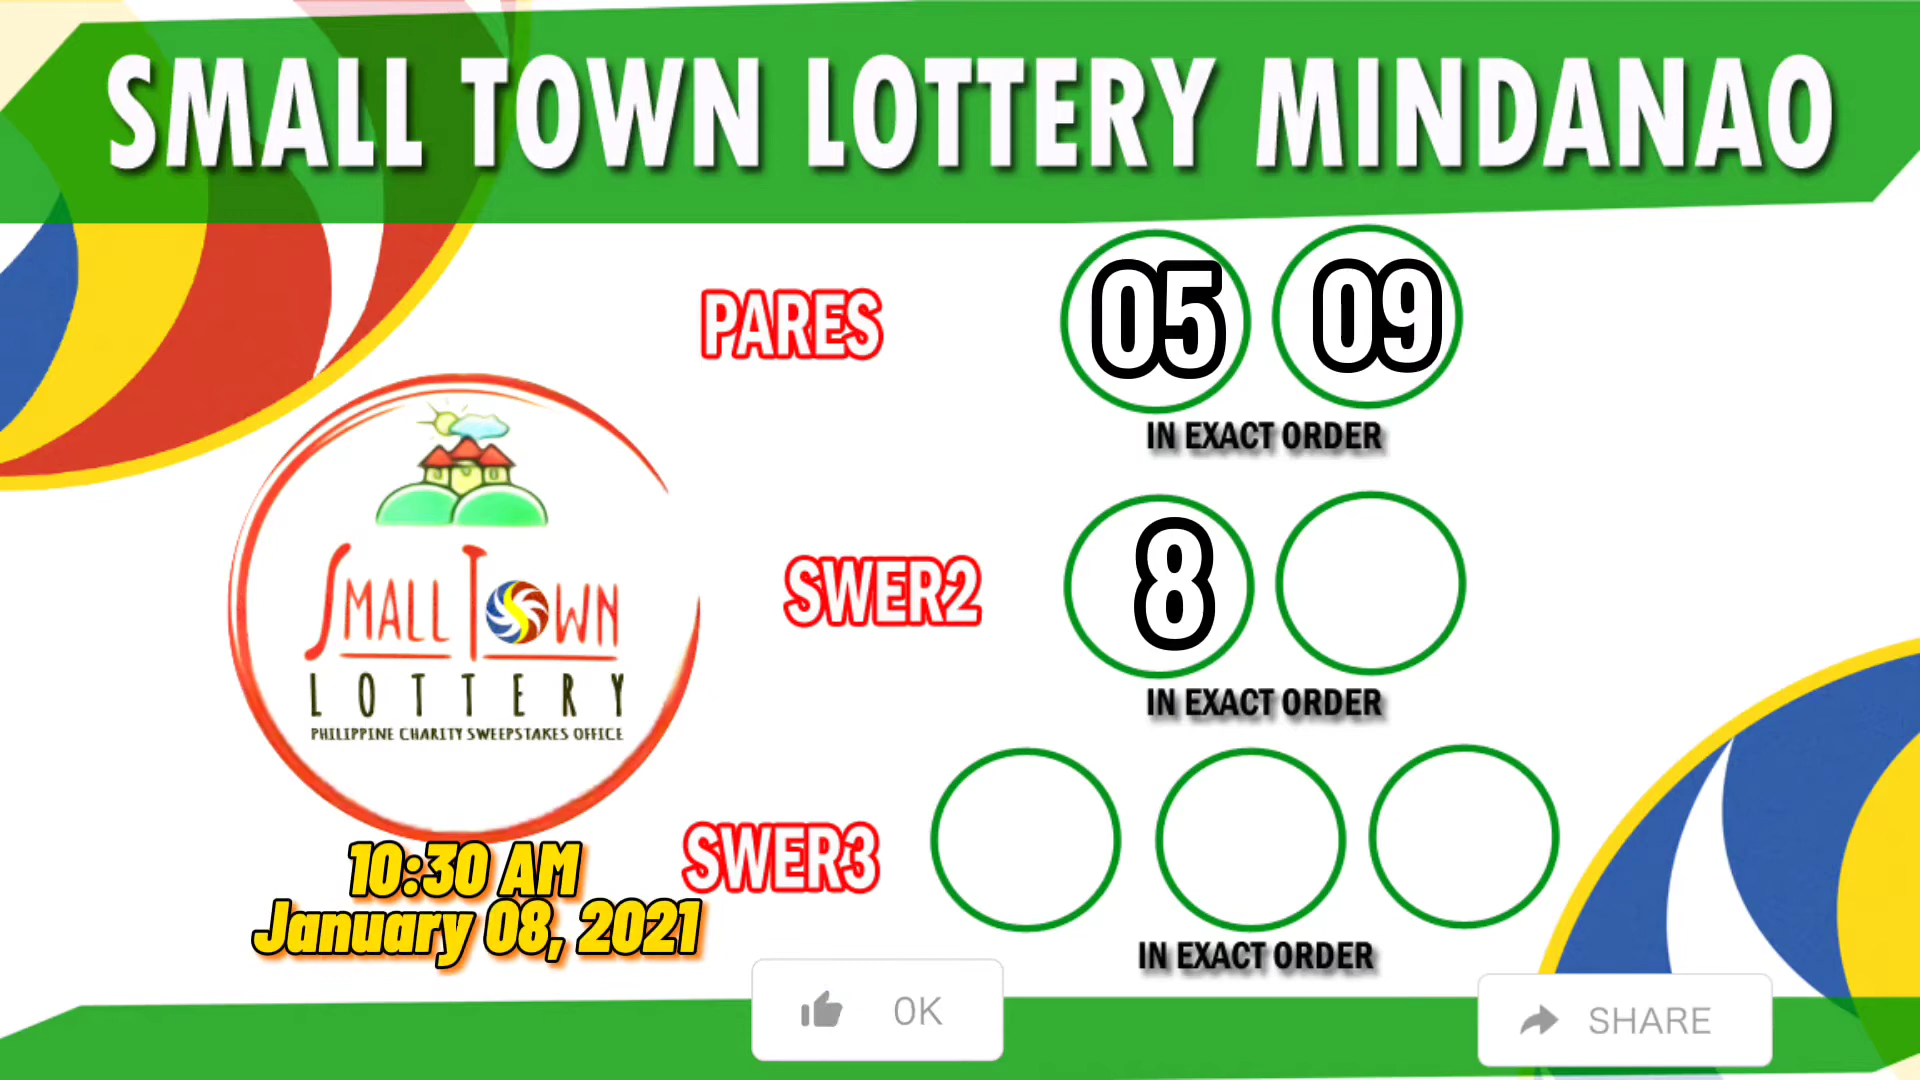 SMALL TOWN LOTTERY MINDANAO
PARES
05 09
IN EXACT ORDER
SWER2
8
IN EXACT ORDER
SMALL TOWN
LOTTERY
PHILIPPINE CHARITY SWEEPSTAKES OFFICE
10:30 AM
January 08, 2021
SWER3
IN EXACT ORDER
0K
SHARE